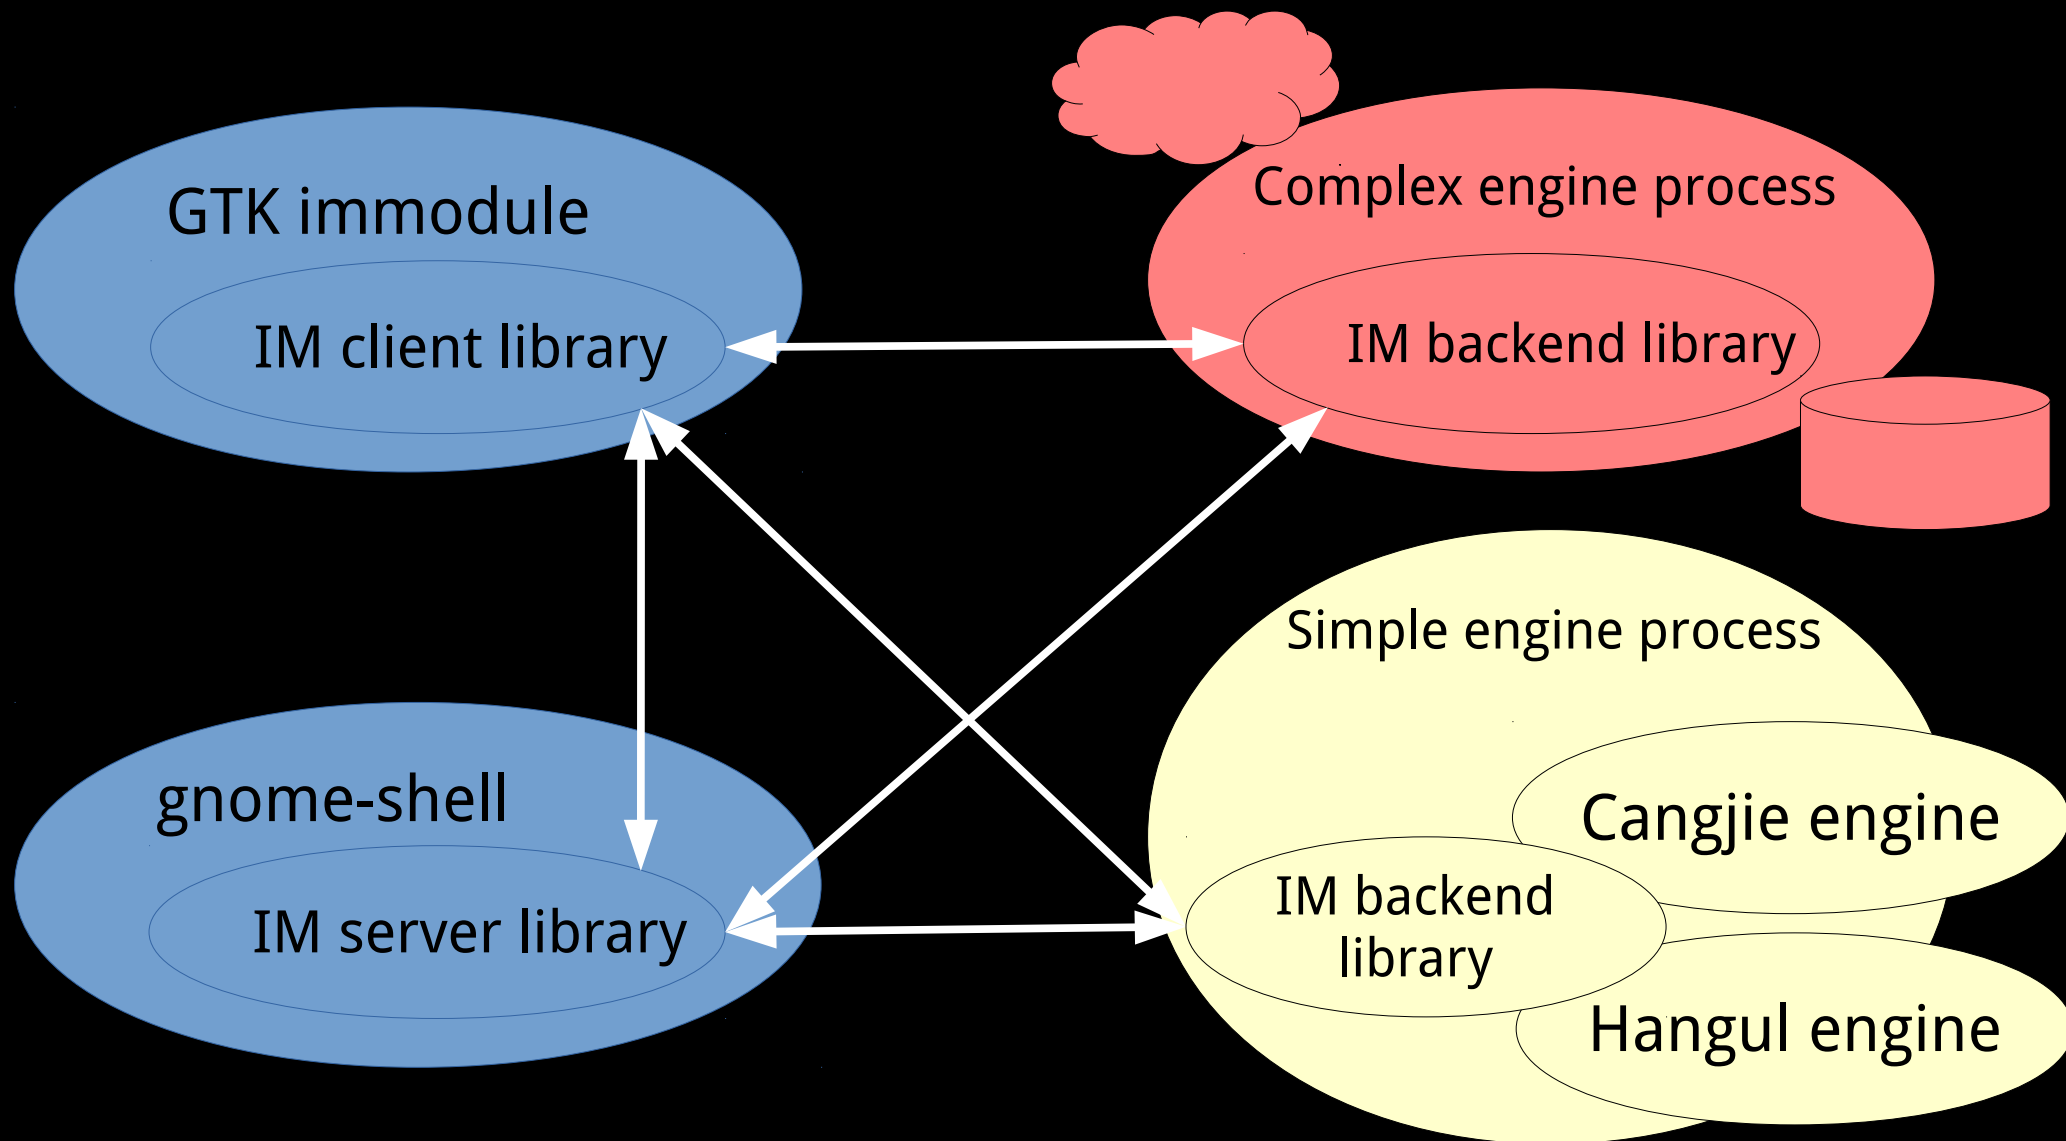 GTK immodule
IM client library
Complex engine process
IM backend library
Simple engine process
gnome-shell
IM server library
Cangjie engine
IM backend
library
Hangul engine